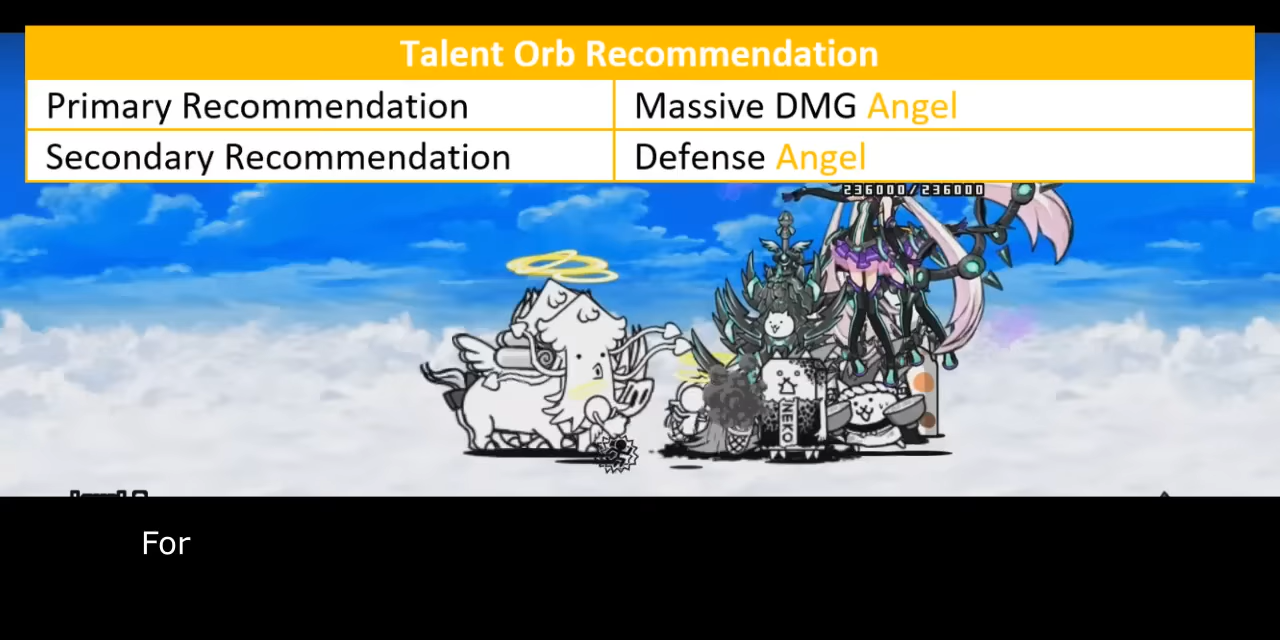 Talent Orb Recommendation
Primary Recommendation Massive DMG Angel
Secondary Recommendation Defense Angel
236000/236000
NEKO
For